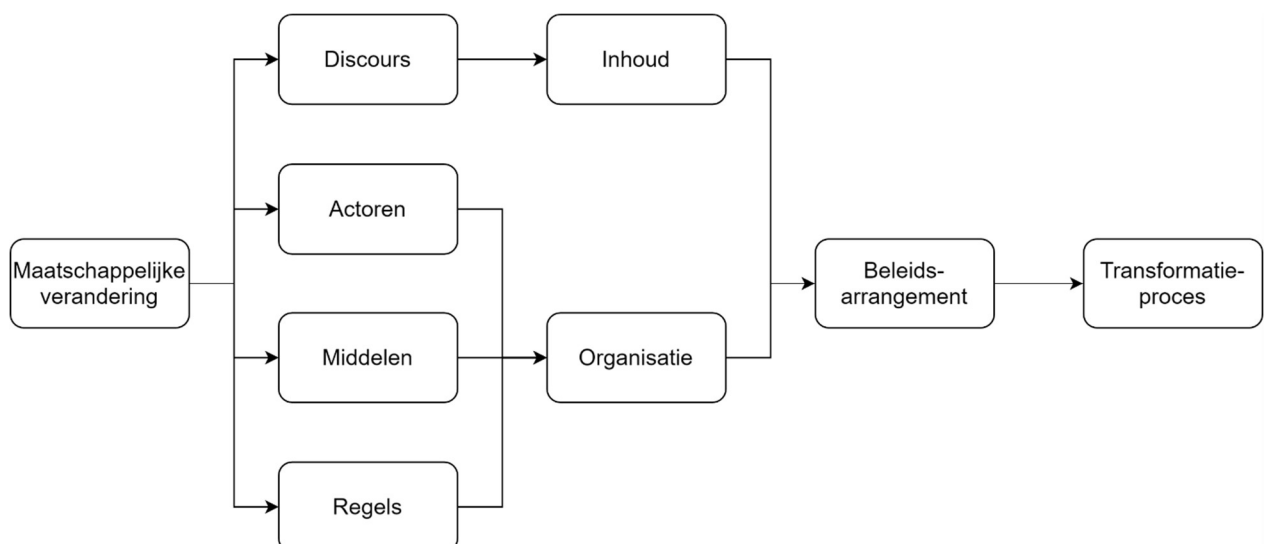 Discours
Inhoud
Actoren
Maatschappelijke
verandering
Beleids-
arrangement
Transformatie-
proces
Middelen
Organisatie
Regels